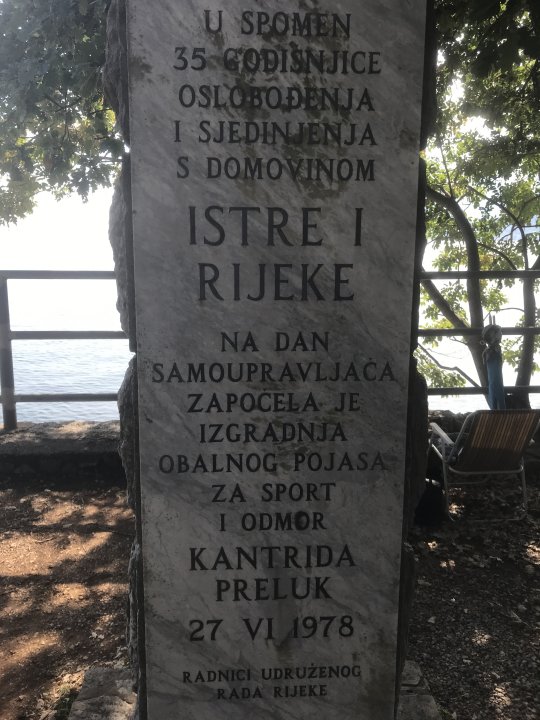 U SPOMEN
35 GODIŠNJICE
OSLOBOĐENJA
I SJEDINJENJA
S DOMOVINOM
ISTRE I
RIJEKE
NA DAN
SAMOUPRAVLJAČA
ZAPOČELA JE
IZGRADNJA
OBALNOG POJASA
ZA SPORT
I ODMOR
KANTRIDA
PRELUK
27 VI 1978
RADNICI UDRUŽENOG
RADA RIJEKE